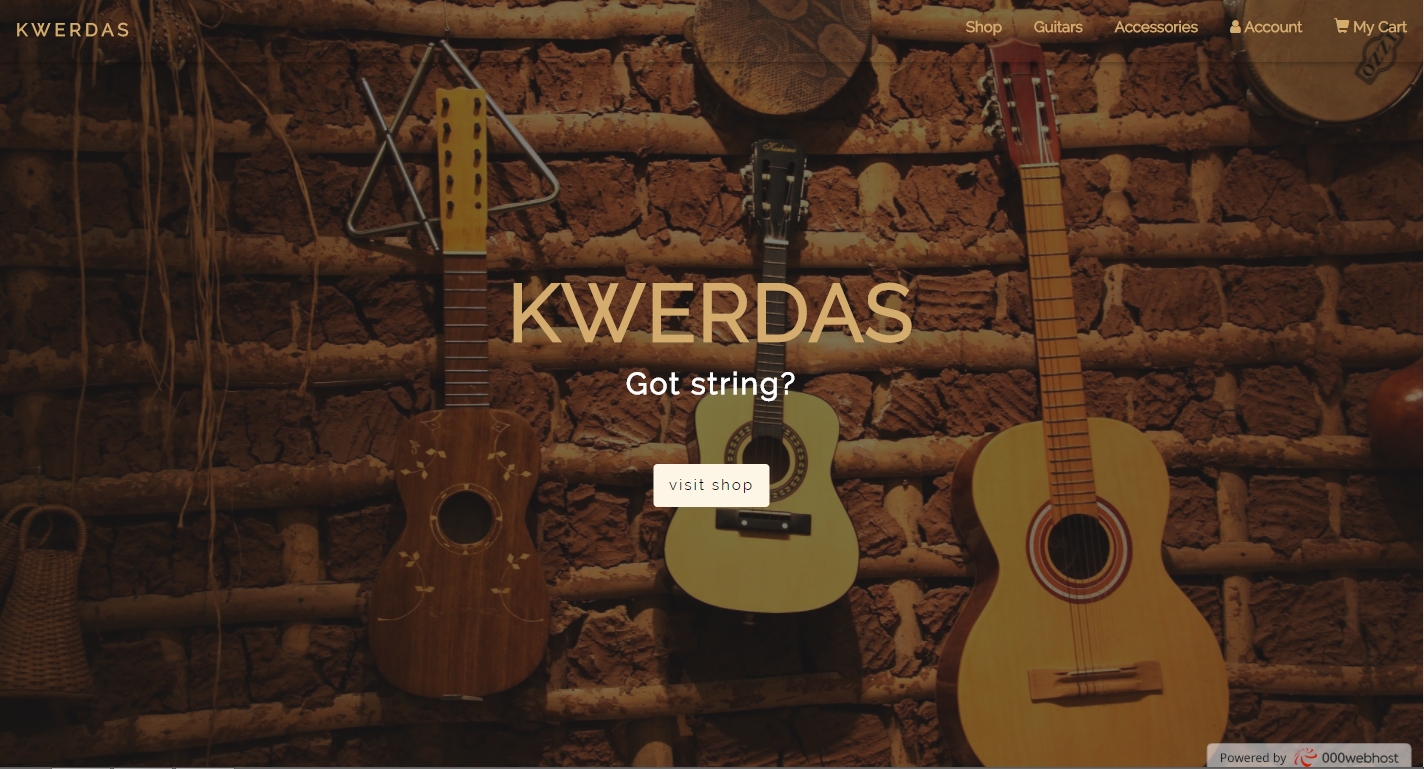 KWERDAS
Shop Guitars Accessories Account My Cart
KWERDAS
Got string?
visit shop
Powered by 000webhost